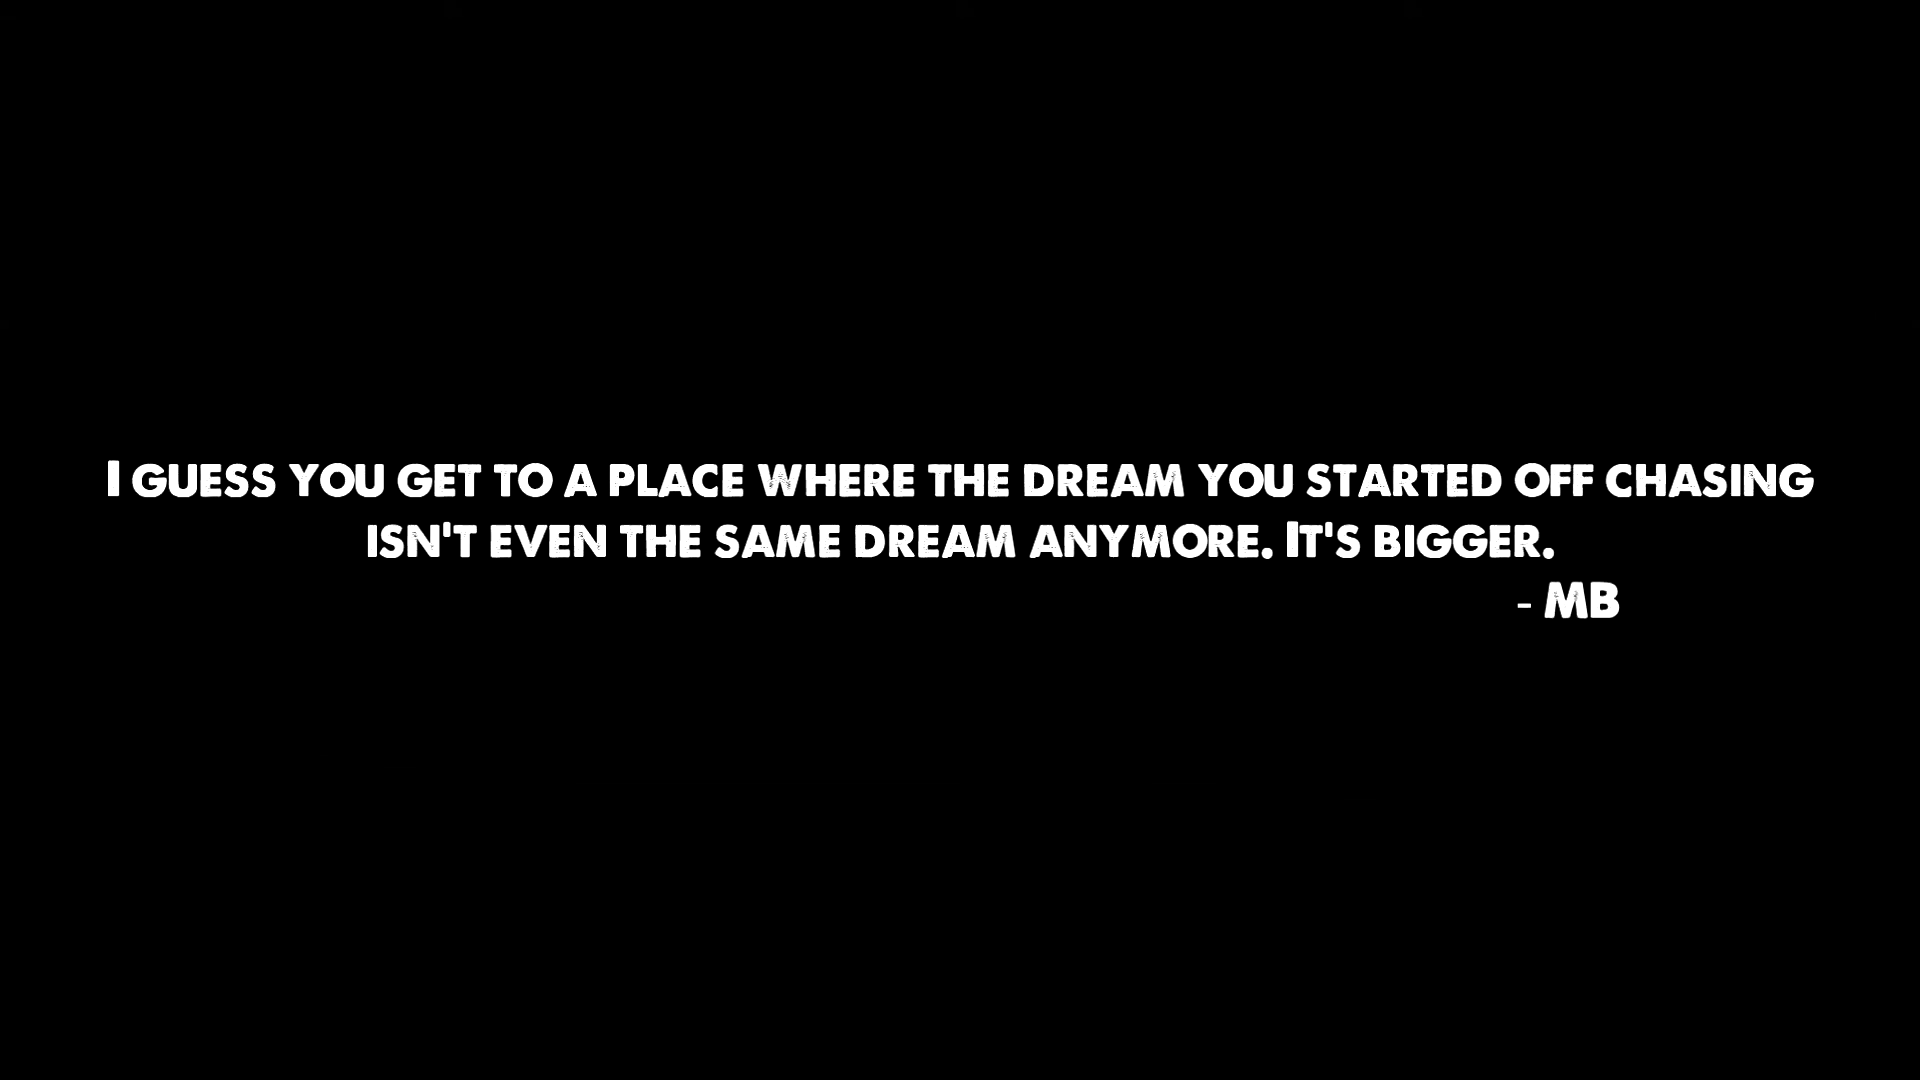 I GUESS YOU GET TO A PLACE WHERE THE DREAM YOU STARTED OFF CHASING
ISN'T EVEN THE SAME DREAM ANYMORE. IT'S BIGGER.
- MB